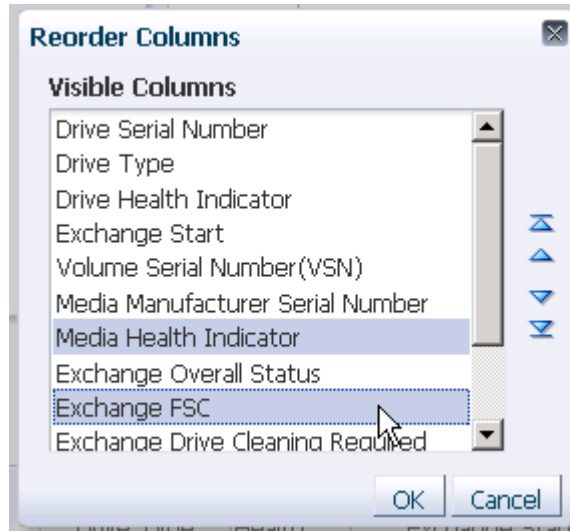 Reorder Columns
Visible Columns
Drive Serial Number
Drive Type
Drive Health Indicator
Exchange Start
Volume Serial Number(VSN)
Media Manufacturer Serial Number
Media Health Indicator
Exchange Overall Status
Exchange FSC
Exchange Drive Cleaning Required
OK Cancel